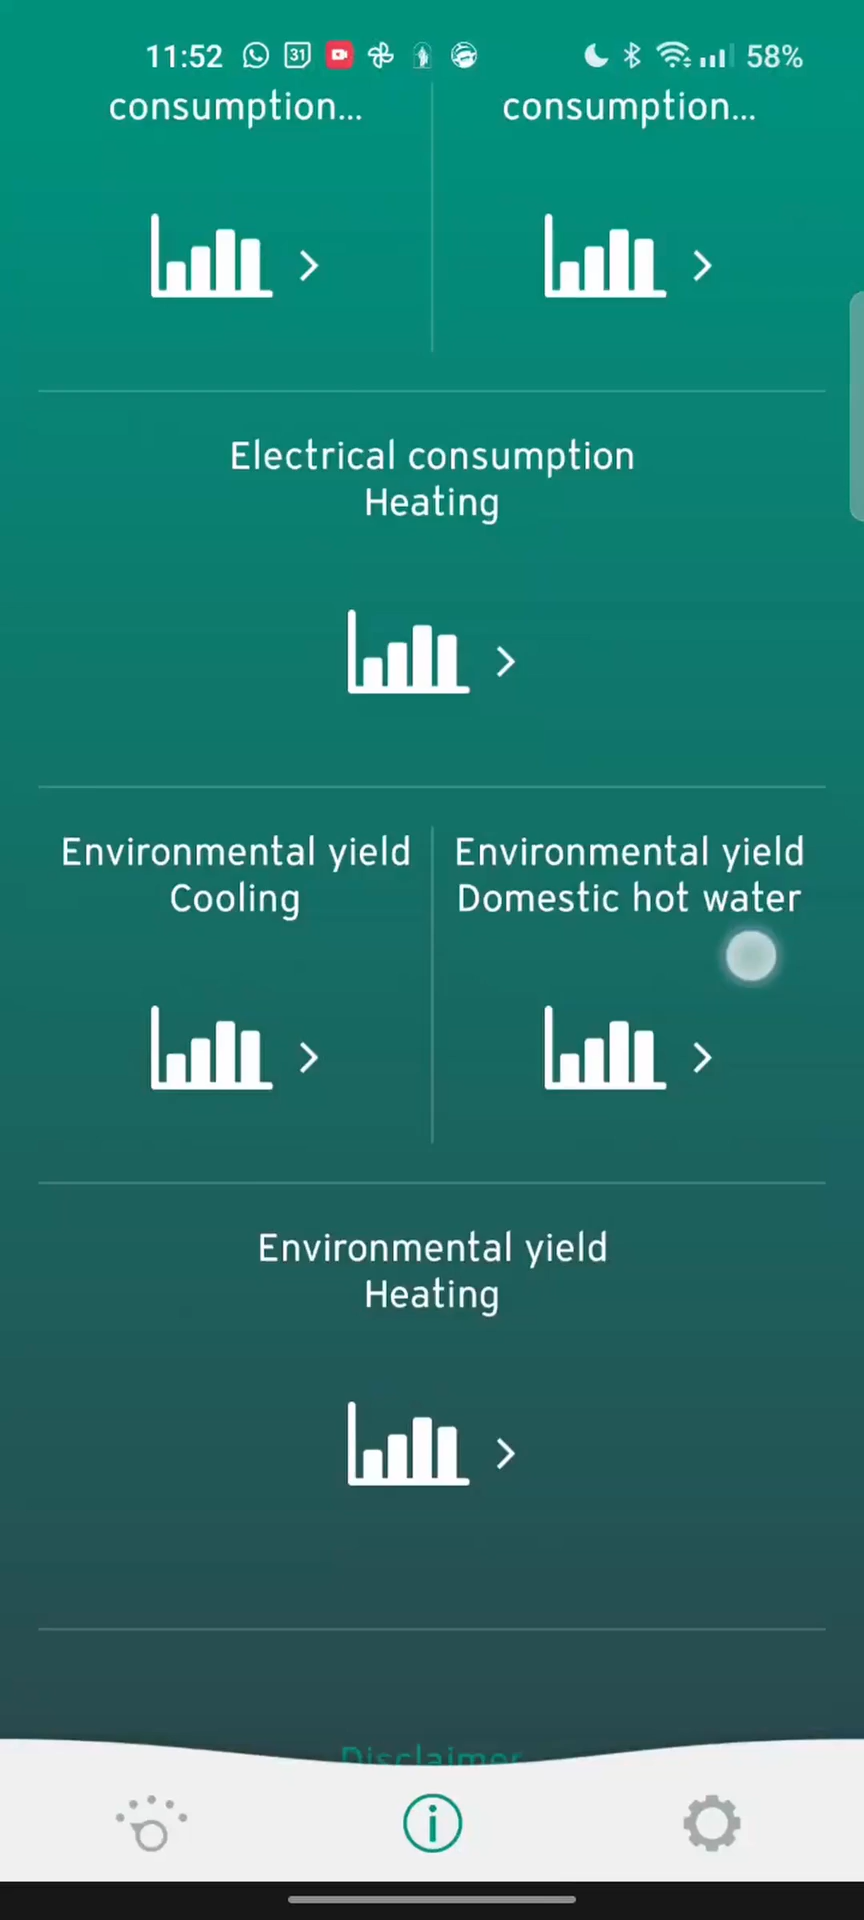 11:52 31 58%
consumption... consumption...
Electrical consumption
Heating
Environmental yield Environmental yield
Cooling Domestic hot water
Environmental yield
Heating
Disclaimer